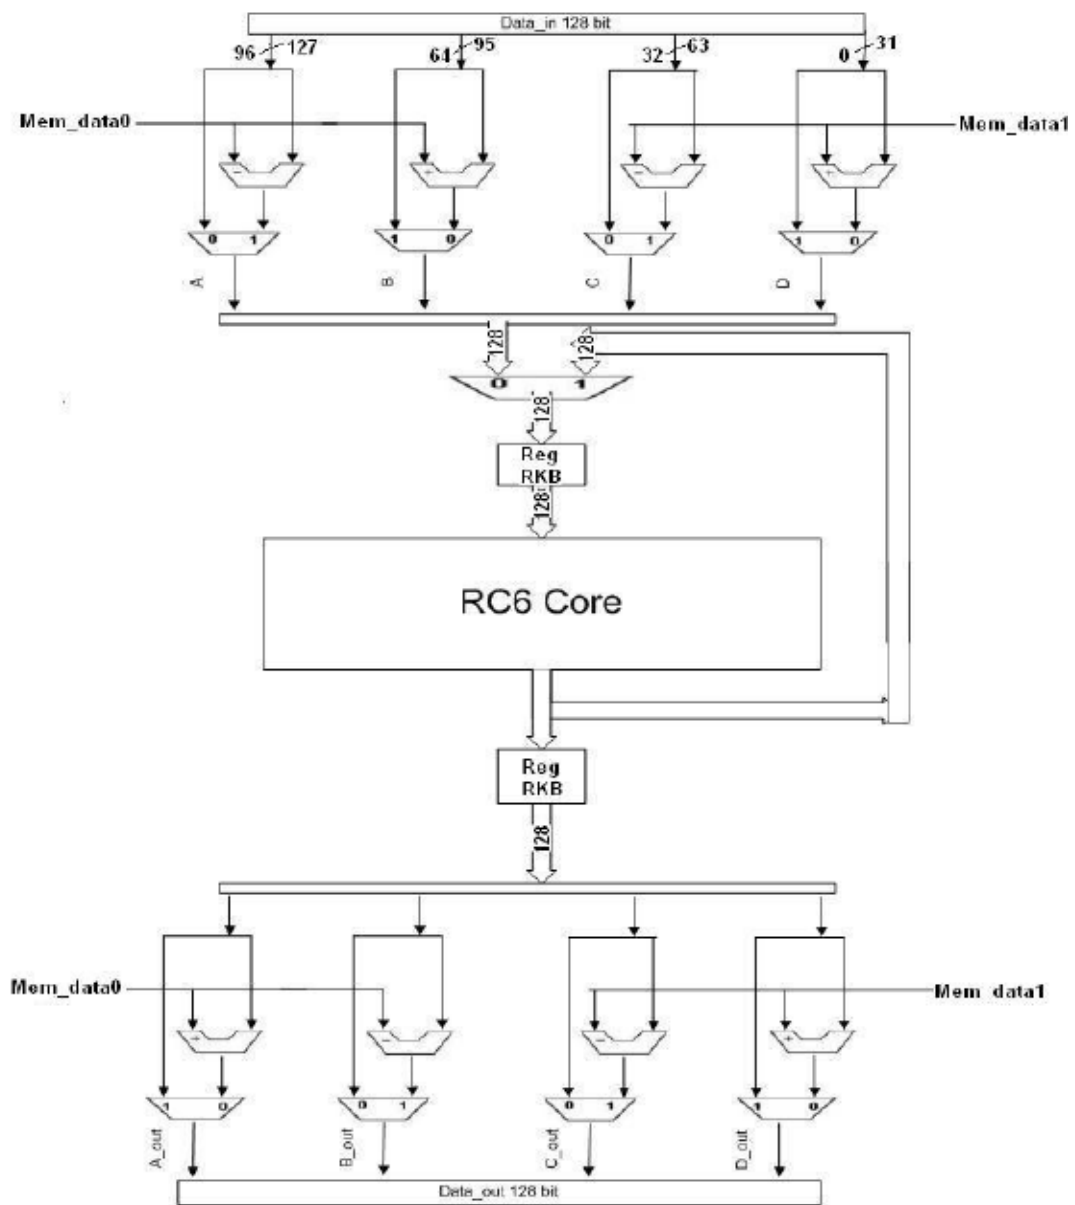 Data_in 128 bit
96 127
64 95
32 63
0 31
Mem_data0
Mem_data1
- + - +
0 1
1 0
0 1
1 0
A
B
C
D
128
128
0 1
128
Reg
RKB
128
RC6 Core
Reg
RKB
128
Mem_data0
Mem_data1
+ - - +
1 0
0 1
0 1
1 0
A_out
B_out
C_out
D_out
Data_out 128 bit